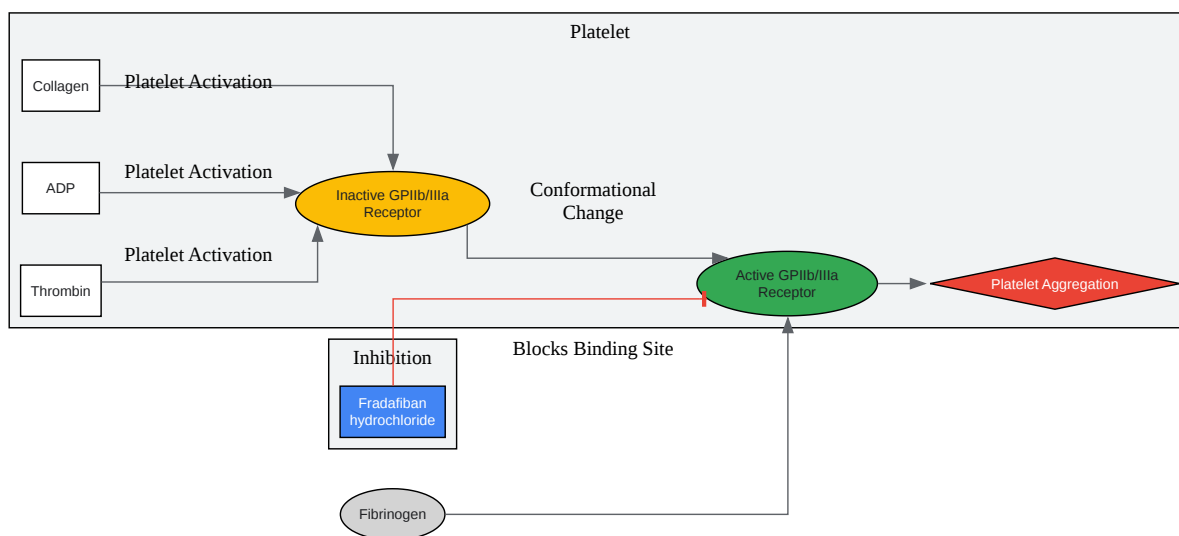 Platelet
Collagen
Platelet Activation
ADP
Platelet Activation
Inactive GPIIb/IIIa
Receptor
Conformational
Change
Thrombin
Platelet Activation
Active GPIIb/IIIa
Receptor
Platelet Aggregation
Inhibition
Blocks Binding Site
Fradafiban
hydrochloride
Fibrinogen